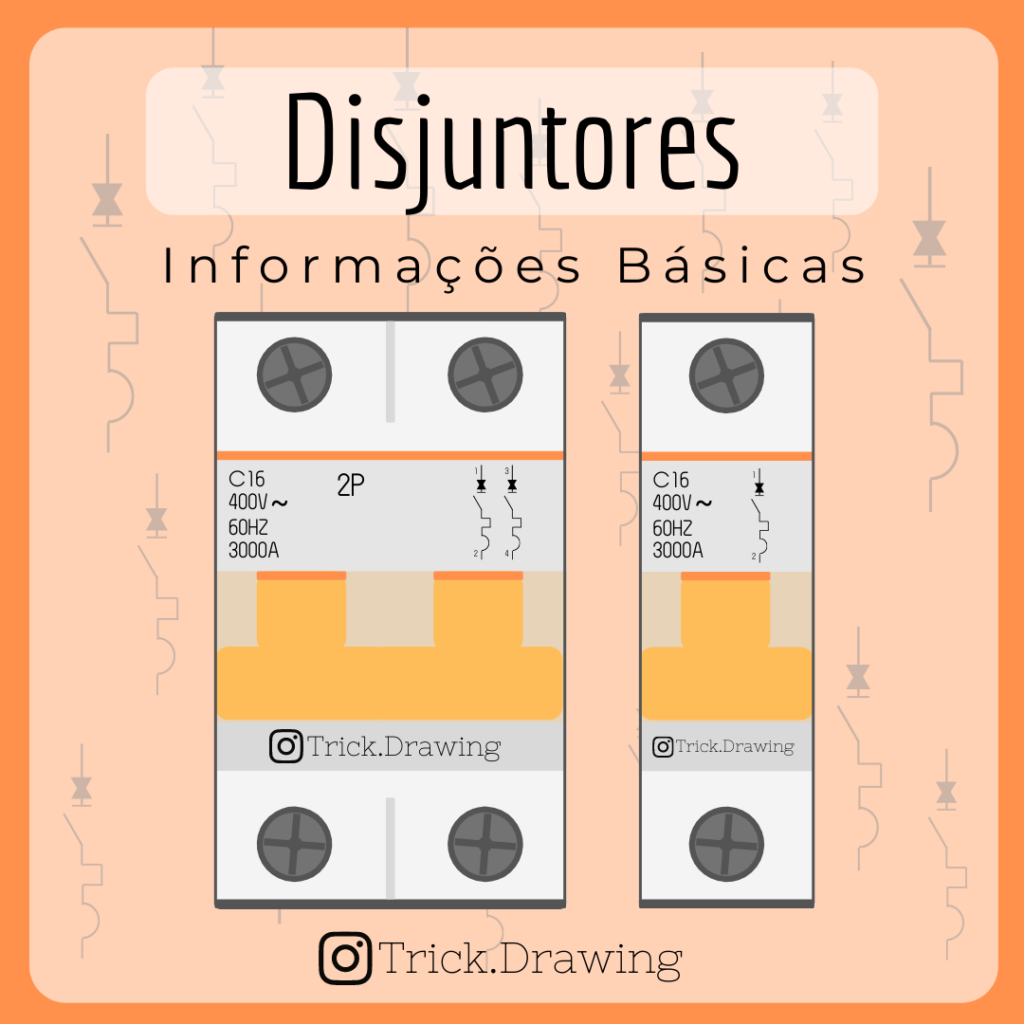 Disjuntores
Informações Básicas
C16
400V~
60HZ
3000A
2P
1 3
2 4
Trick.Drawing
C16
400V~
60HZ
3000A
1
2
Trick.Drawing
Trick.Drawing